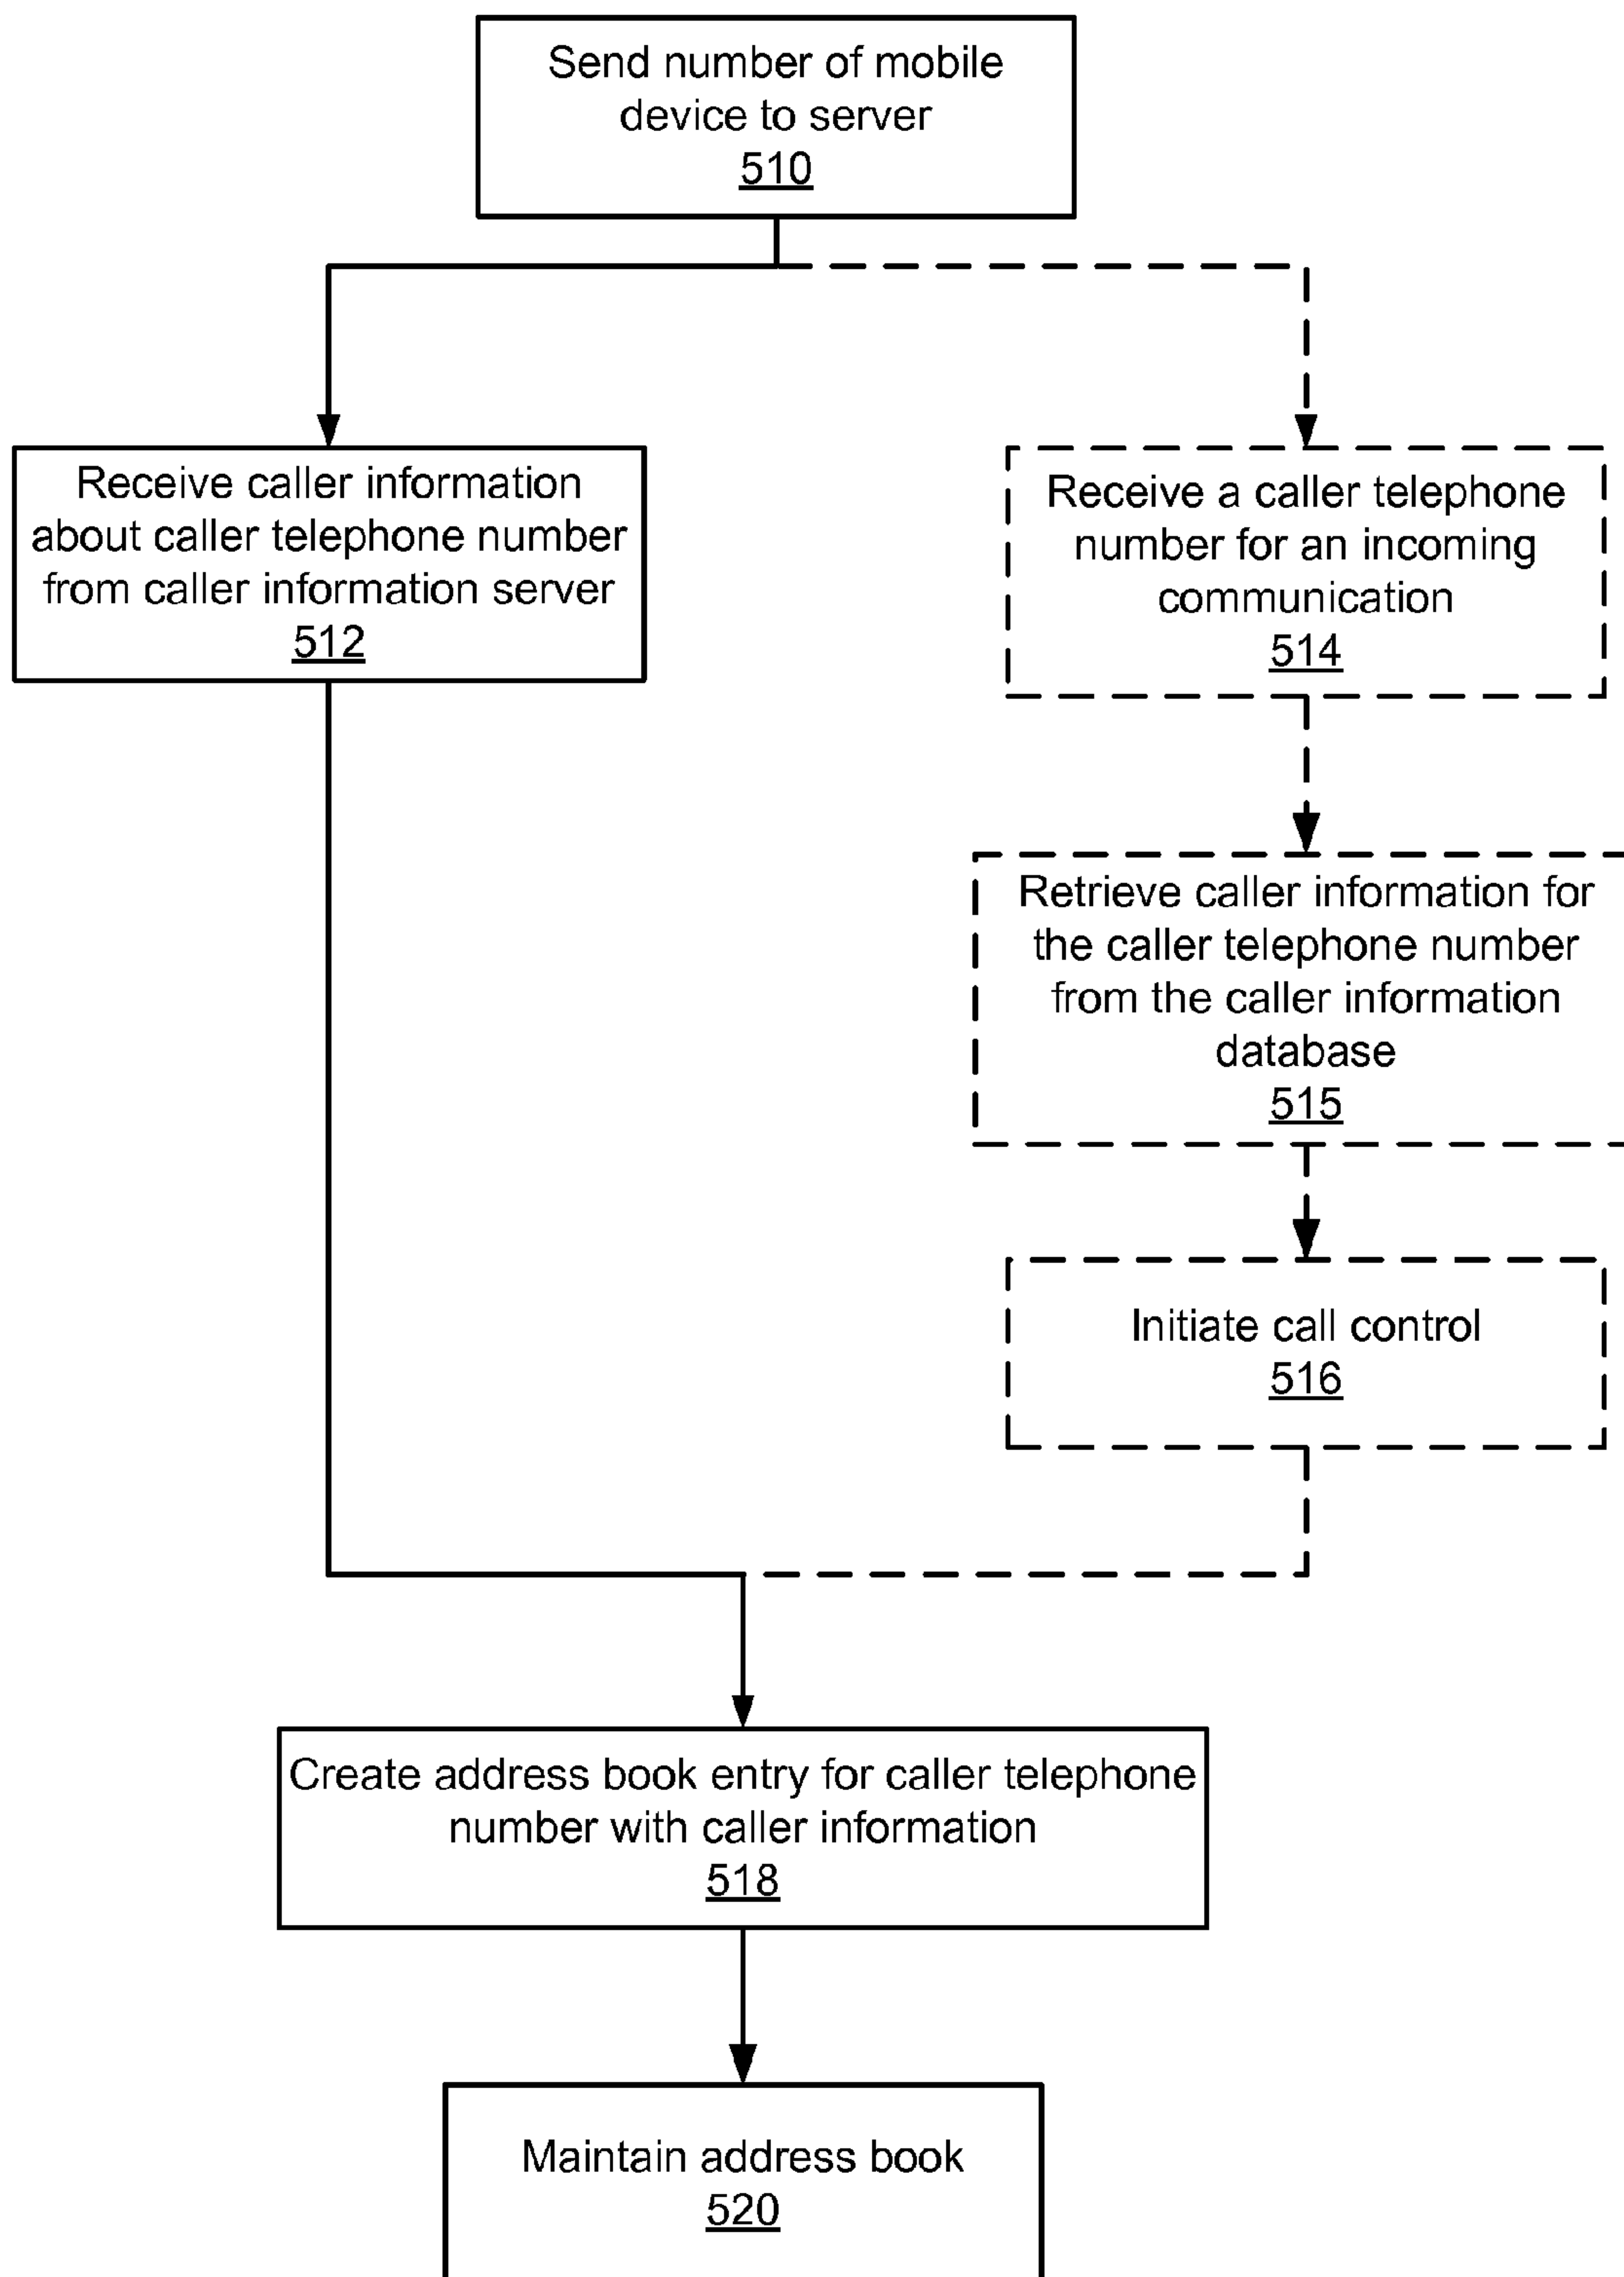 Send number of mobile
device to server
510
Receive caller information
about caller telephone number
from caller information server
512
Receive a caller telephone
number for an incoming
communication
514
Retrieve caller information for
the caller telephone number
from the caller information
database
515
Initiate call control
516
Create address book entry for caller telephone
number with caller information
518
Maintain address book
520